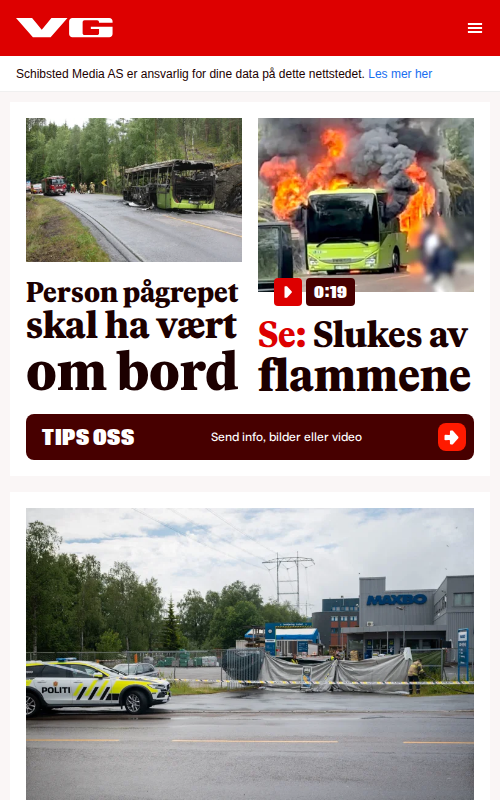 VG
Schibsted Media AS er ansvarlig for dine data på dette nettstedet. Les mer her
Person pågrepet
skal ha vært
om bord
0:19
Se: Slukes av
flammene
TIPS OSS
Send info, bilder eller video
MAXBO
POLITI